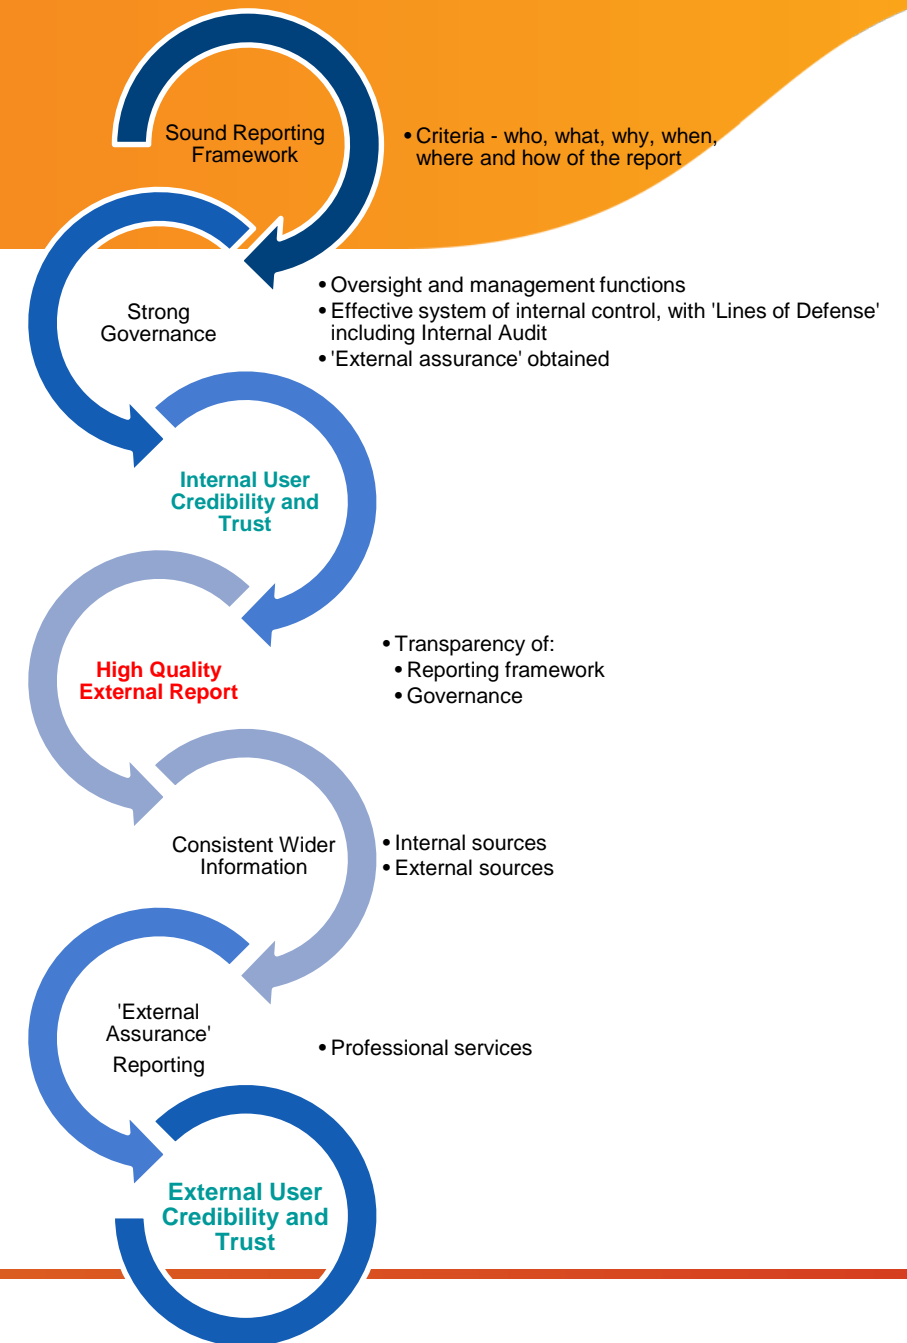 Sound Reporting
Framework
• Criteria - who, what, why, when,
where and how of the report
Strong
Governance
• Oversight and management functions
• Effective system of internal control, with 'Lines of Defense'
including Internal Audit
• 'External assurance' obtained
Internal User
Credibility and
Trust
High Quality
External Report
• Transparency of:
• Reporting framework
• Governance
Consistent Wider
Information
• Internal sources
• External sources
'External
Assurance'
Reporting
• Professional services
External User
Credibility and
Trust